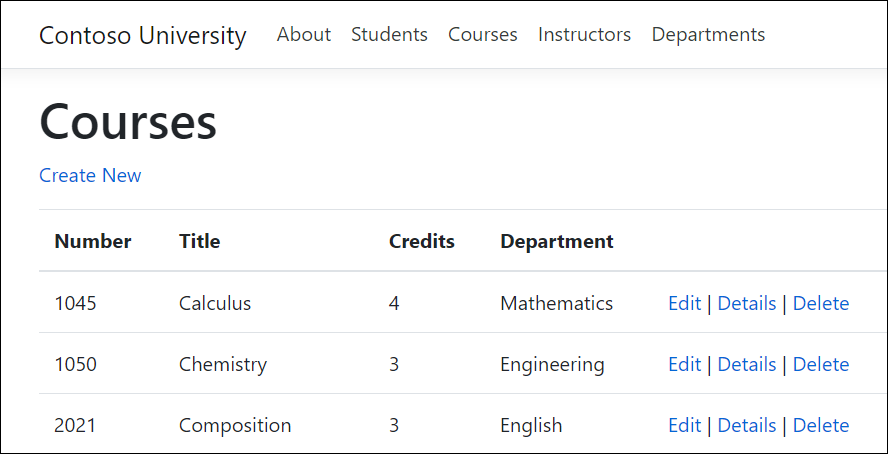 Contoso University About Students Courses Instructors Departments
Courses
Create New
Number Title Credits Department
1045 Calculus 4 Mathematics Edit | Details | Delete
1050 Chemistry 3 Engineering Edit | Details | Delete
2021 Composition 3 English Edit | Details | Delete